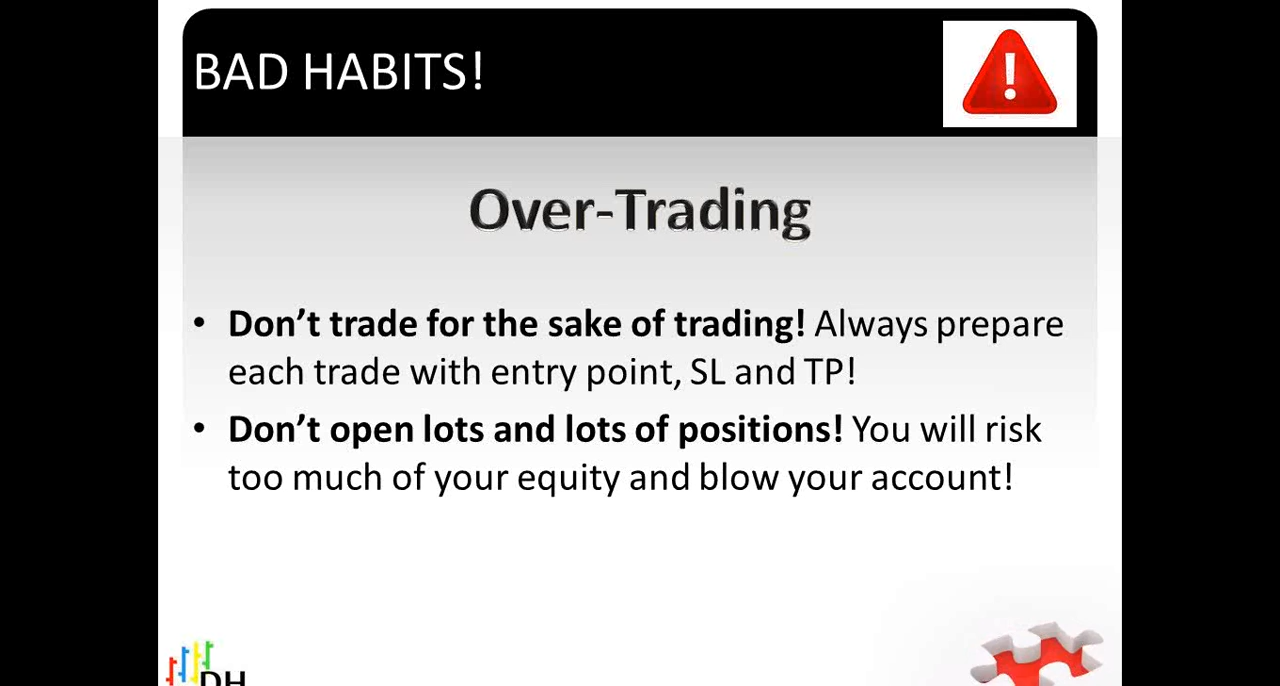 BAD HABITS!
Over-Trading
• Don’t trade for the sake of trading! Always prepare
each trade with entry point, SL and TP!
• Don’t open lots and lots of positions! You will risk
too much of your equity and blow your account!
DH